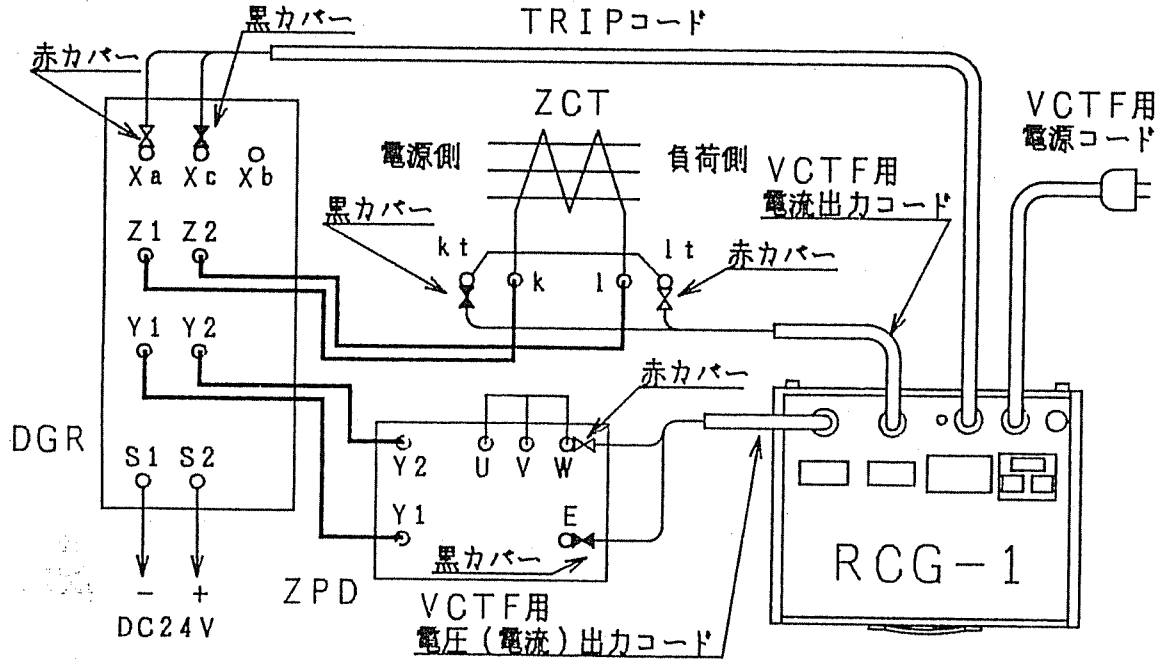 黒カバー
TRIPコード
赤カバー
ZCT
VCTF用
電源コード
電源側
負荷側
VCTF用
電流出力コード
Xa Xc Xb
黒カバー
Z1 Z2
kt
lt
赤カバー
k
l
Y1 Y2
赤カバー
DGR
Y2
U V W
S1 S2
Y1
E
黒カバー
RCG-1
- +
ZPD
DC24V
VCTF用
電圧(電流)出力コード